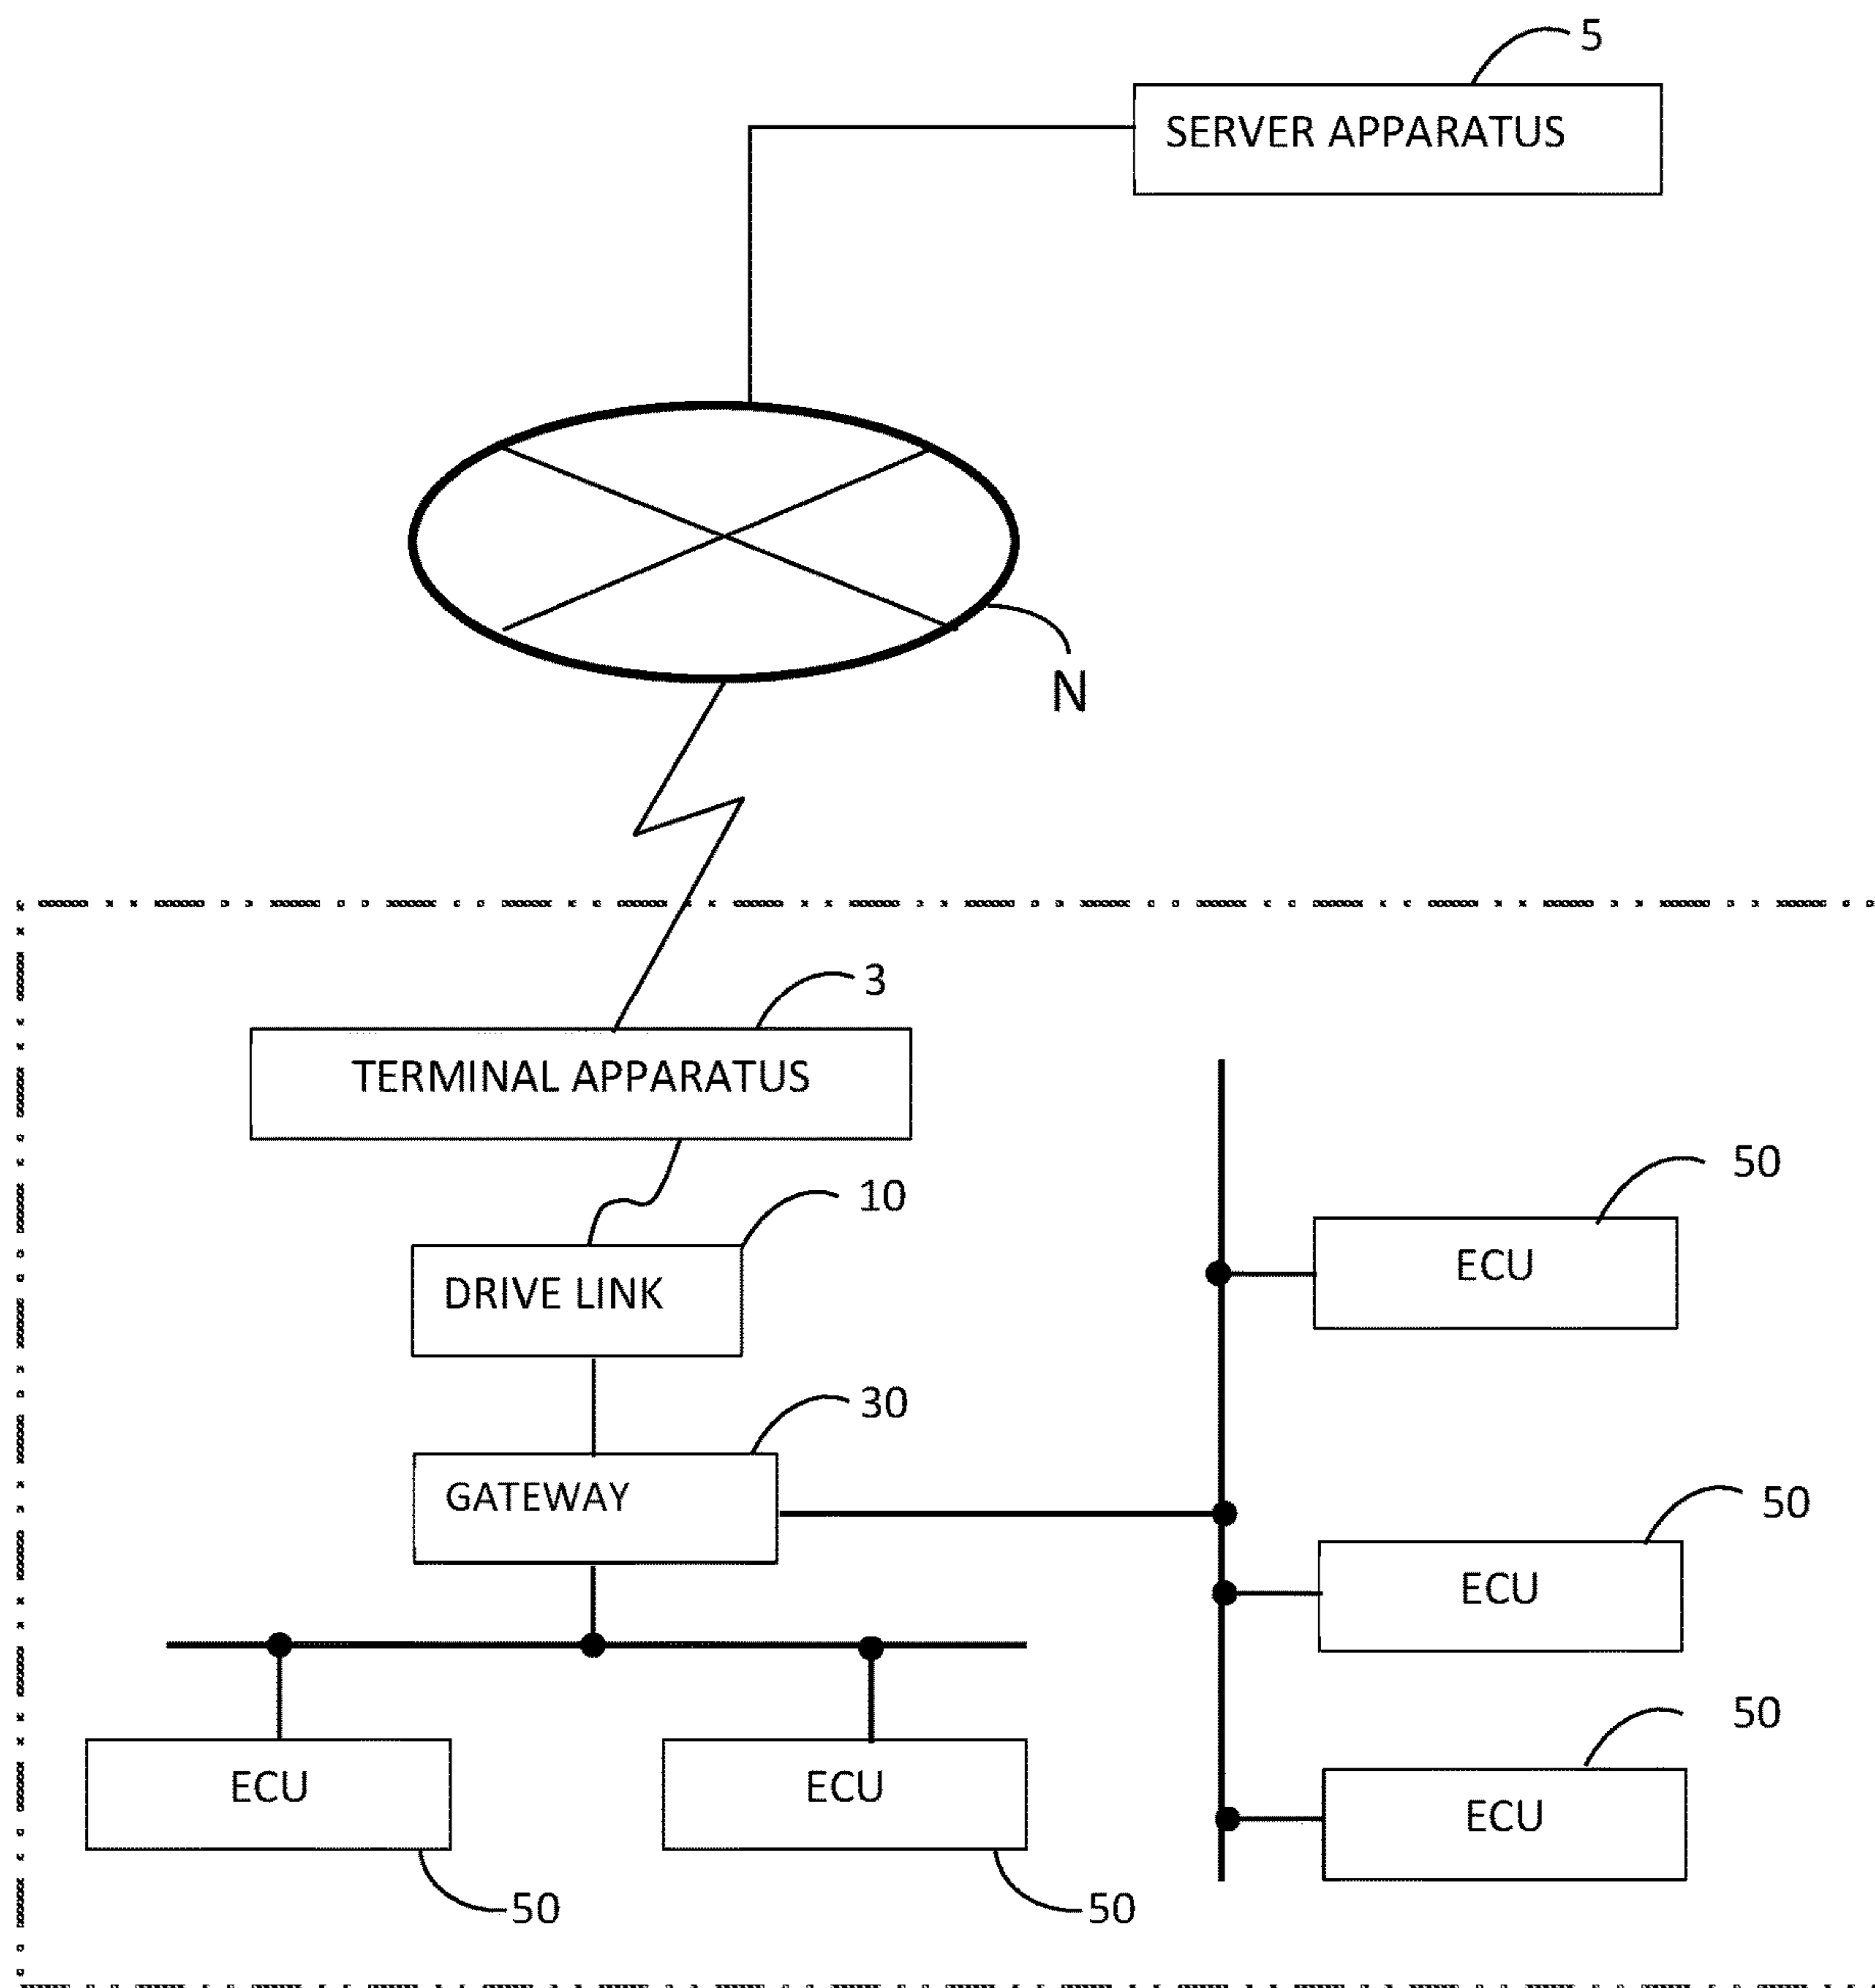 5
SERVER APPARATUS
N
3
TERMINAL APPARATUS
10
DRIVE LINK
50
ECU
30
GATEWAY
50
ECU
50
ECU
ECU
ECU
50
50